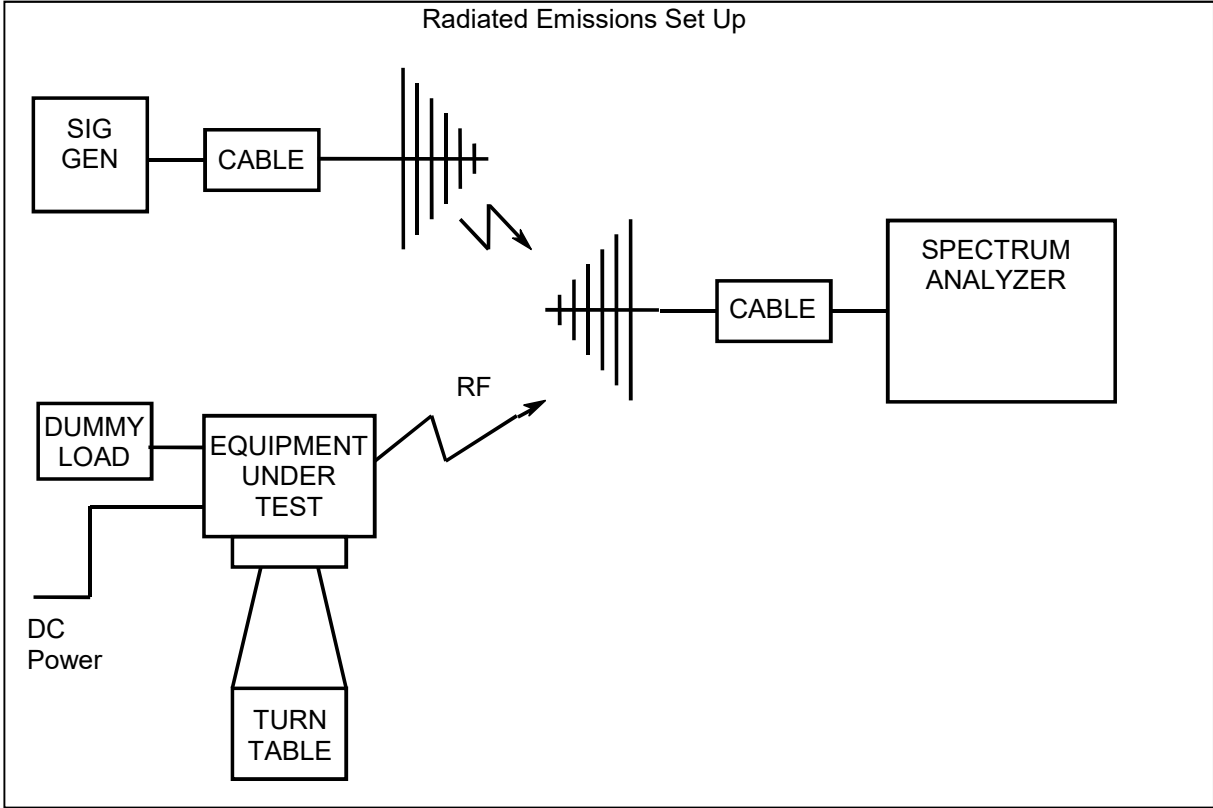 Radiated Emissions Set Up
SIG
GEN
CABLE
SPECTRUM
ANALYZER
CABLE
RF
DUMMY
LOAD
EQUIPMENT
UNDER
TEST
DC
Power
TURN
TABLE